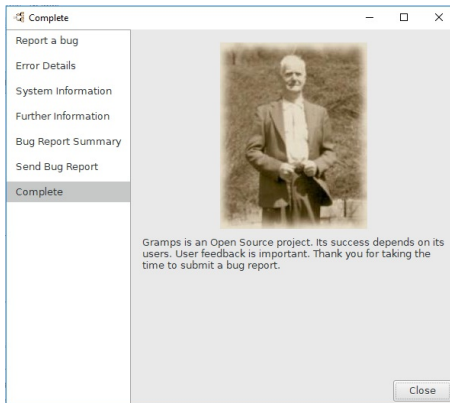 Complete
Report a bug
Error Details
System Information
Further Information
Bug Report Summary
Send Bug Report
Complete
Gramps is an Open Source project. Its success depends on its
users. User feedback is important. Thank you for taking the
time to submit a bug report.
Close